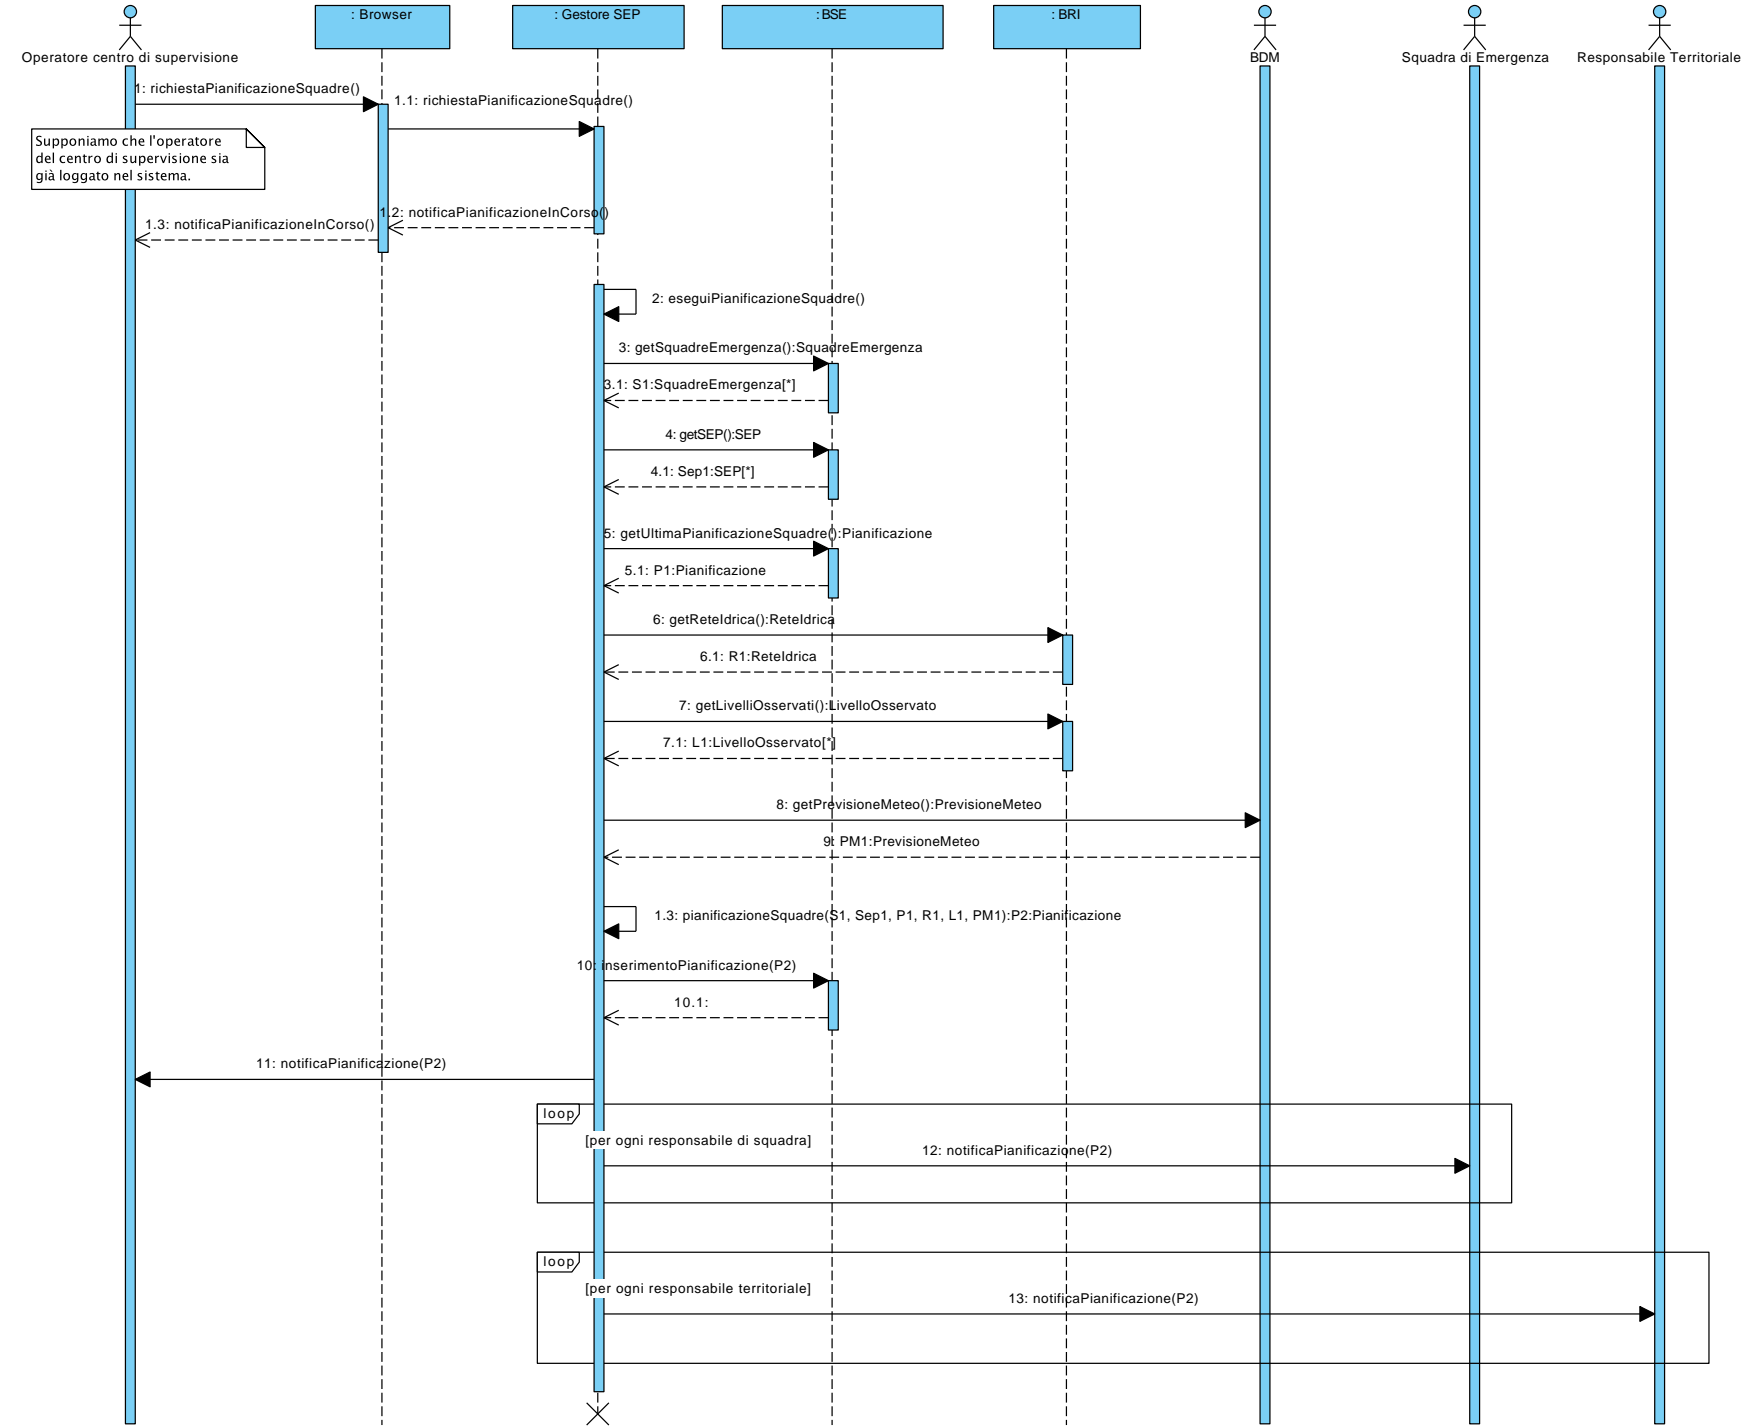 : Browser
: Gestore SEP
: BSE
: BRI
Operatore centro di supervisione
BDM
Squadra di Emergenza
Responsabile Territoriale
1: richiestaPianificazioneSquadre()
1.1: richiestaPianificazioneSquadre()
Supponiamo che l'operatore
del centro di supervisione sia
già loggato nel sistema.
1.2: notificaPianificazioneInCorso()
1.3: notificaPianificazioneInCorso()
2: eseguiPianificazioneSquadre()
3: getSquadreEmergenza():SquadreEmergenza
3.1: S1:SquadreEmergenza[*]
4: getSEP():SEP
4.1: Sep1:SEP[*]
5: getUltimaPianificazioneSquadre():Pianificazione
5.1: P1:Pianificazione
6: getReteIdrica():ReteIdrica
6.1: R1:ReteIdrica
7: getLivelliOsservati():LivelloOsservato
7.1: L1:LivelloOsservato[*]
8: getPrevisioneMeteo():PrevisioneMeteo
9: PM1:PrevisioneMeteo
1.3: pianificazioneSquadre(S1, Sep1, P1, R1, L1, PM1):P2:Pianificazione
10: inserimentoPianificazione(P2)
10.1:
11: notificaPianificazione(P2)
loop
[per ogni responsabile di squadra]
12: notificaPianificazione(P2)
loop
[per ogni responsabile territoriale]
13: notificaPianificazione(P2)